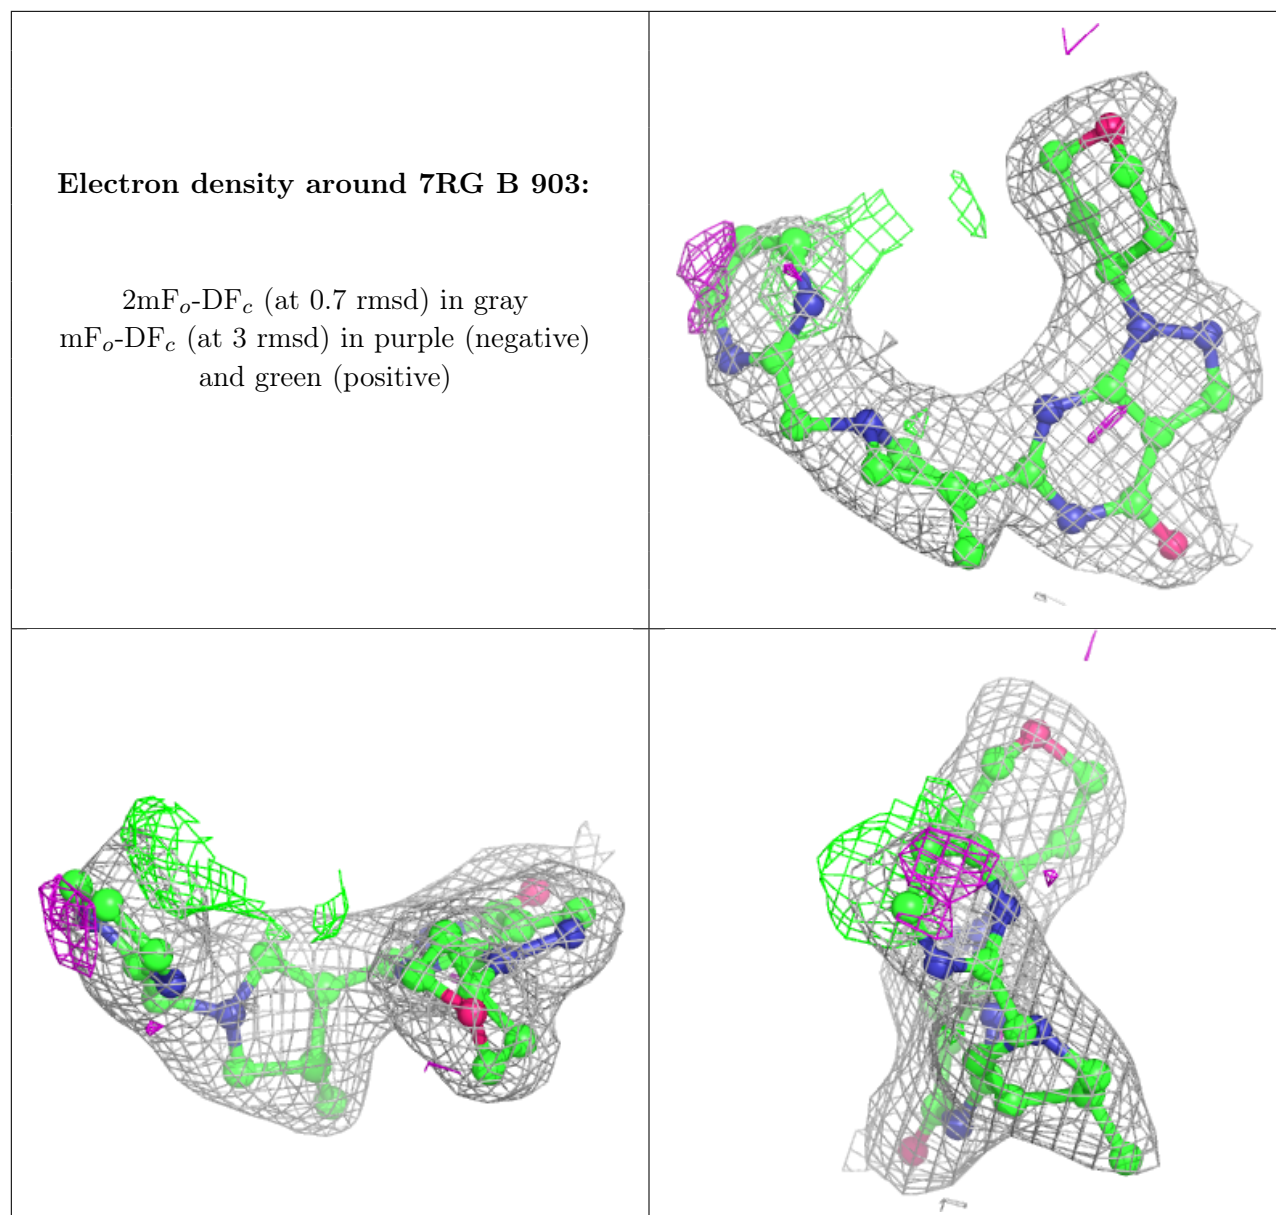 Electron density around 7RG B 903:
2mFₒ-DF𝒸 (at 0.7 rmsd) in gray
mFₒ-DF𝒸 (at 3 rmsd) in purple (negative)
and green (positive)